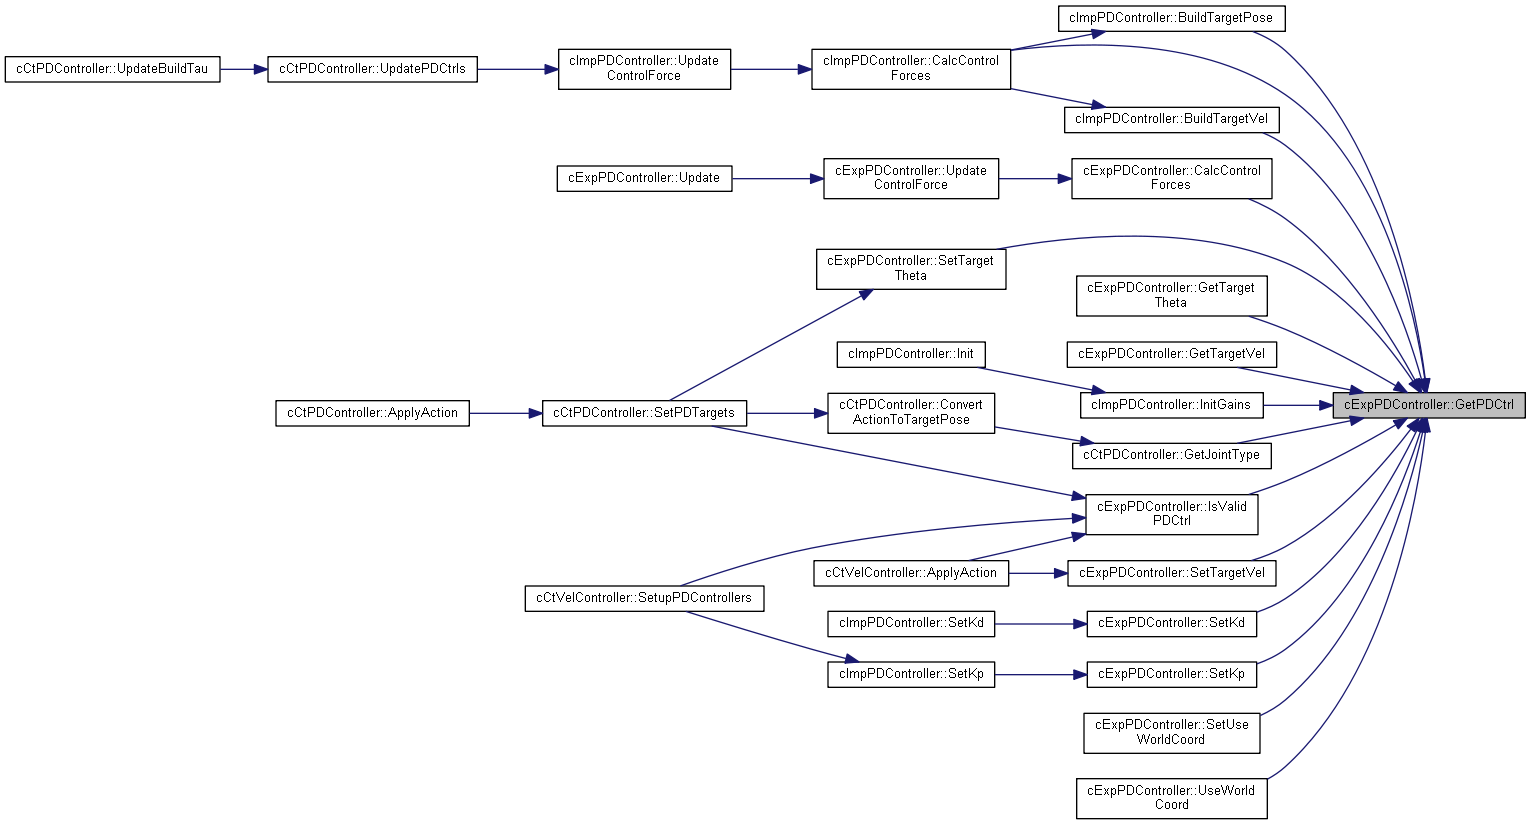 cImpPDController::BuildTargetPose
cCtPDController::UpdateBuildTau
cCtPDController::UpdatePDCtrls
cImpPDController::Update
ControlForce
cImpPDController::CalcControl
Forces
cImpPDController::BuildTargetVel
cExpPDController::Update
cExpPDController::Update
ControlForce
cExpPDController::CalcControl
Forces
cExpPDController::SetTarget
Theta
cExpPDController::GetTarget
Theta
cImpPDController::Init
cExpPDController::GetTargetVel
cCtPDController::ApplyAction
cCtPDController::SetPDTargets
cCtPDController::Convert
ActionToTargetPose
cImpPDController::InitGains
cExpPDController::GetPDCtrl
cCtPDController::GetJointType
cExpPDController::IsValid
PDCtrl
cCtVelController::ApplyAction
cExpPDController::SetTargetVel
cCtVelController::SetupPDControllers
cImpPDController::SetKd
cExpPDController::SetKd
cImpPDController::SetKp
cExpPDController::SetKp
cExpPDController::SetUse
WorldCoord
cExpPDController::UseWorld
Coord